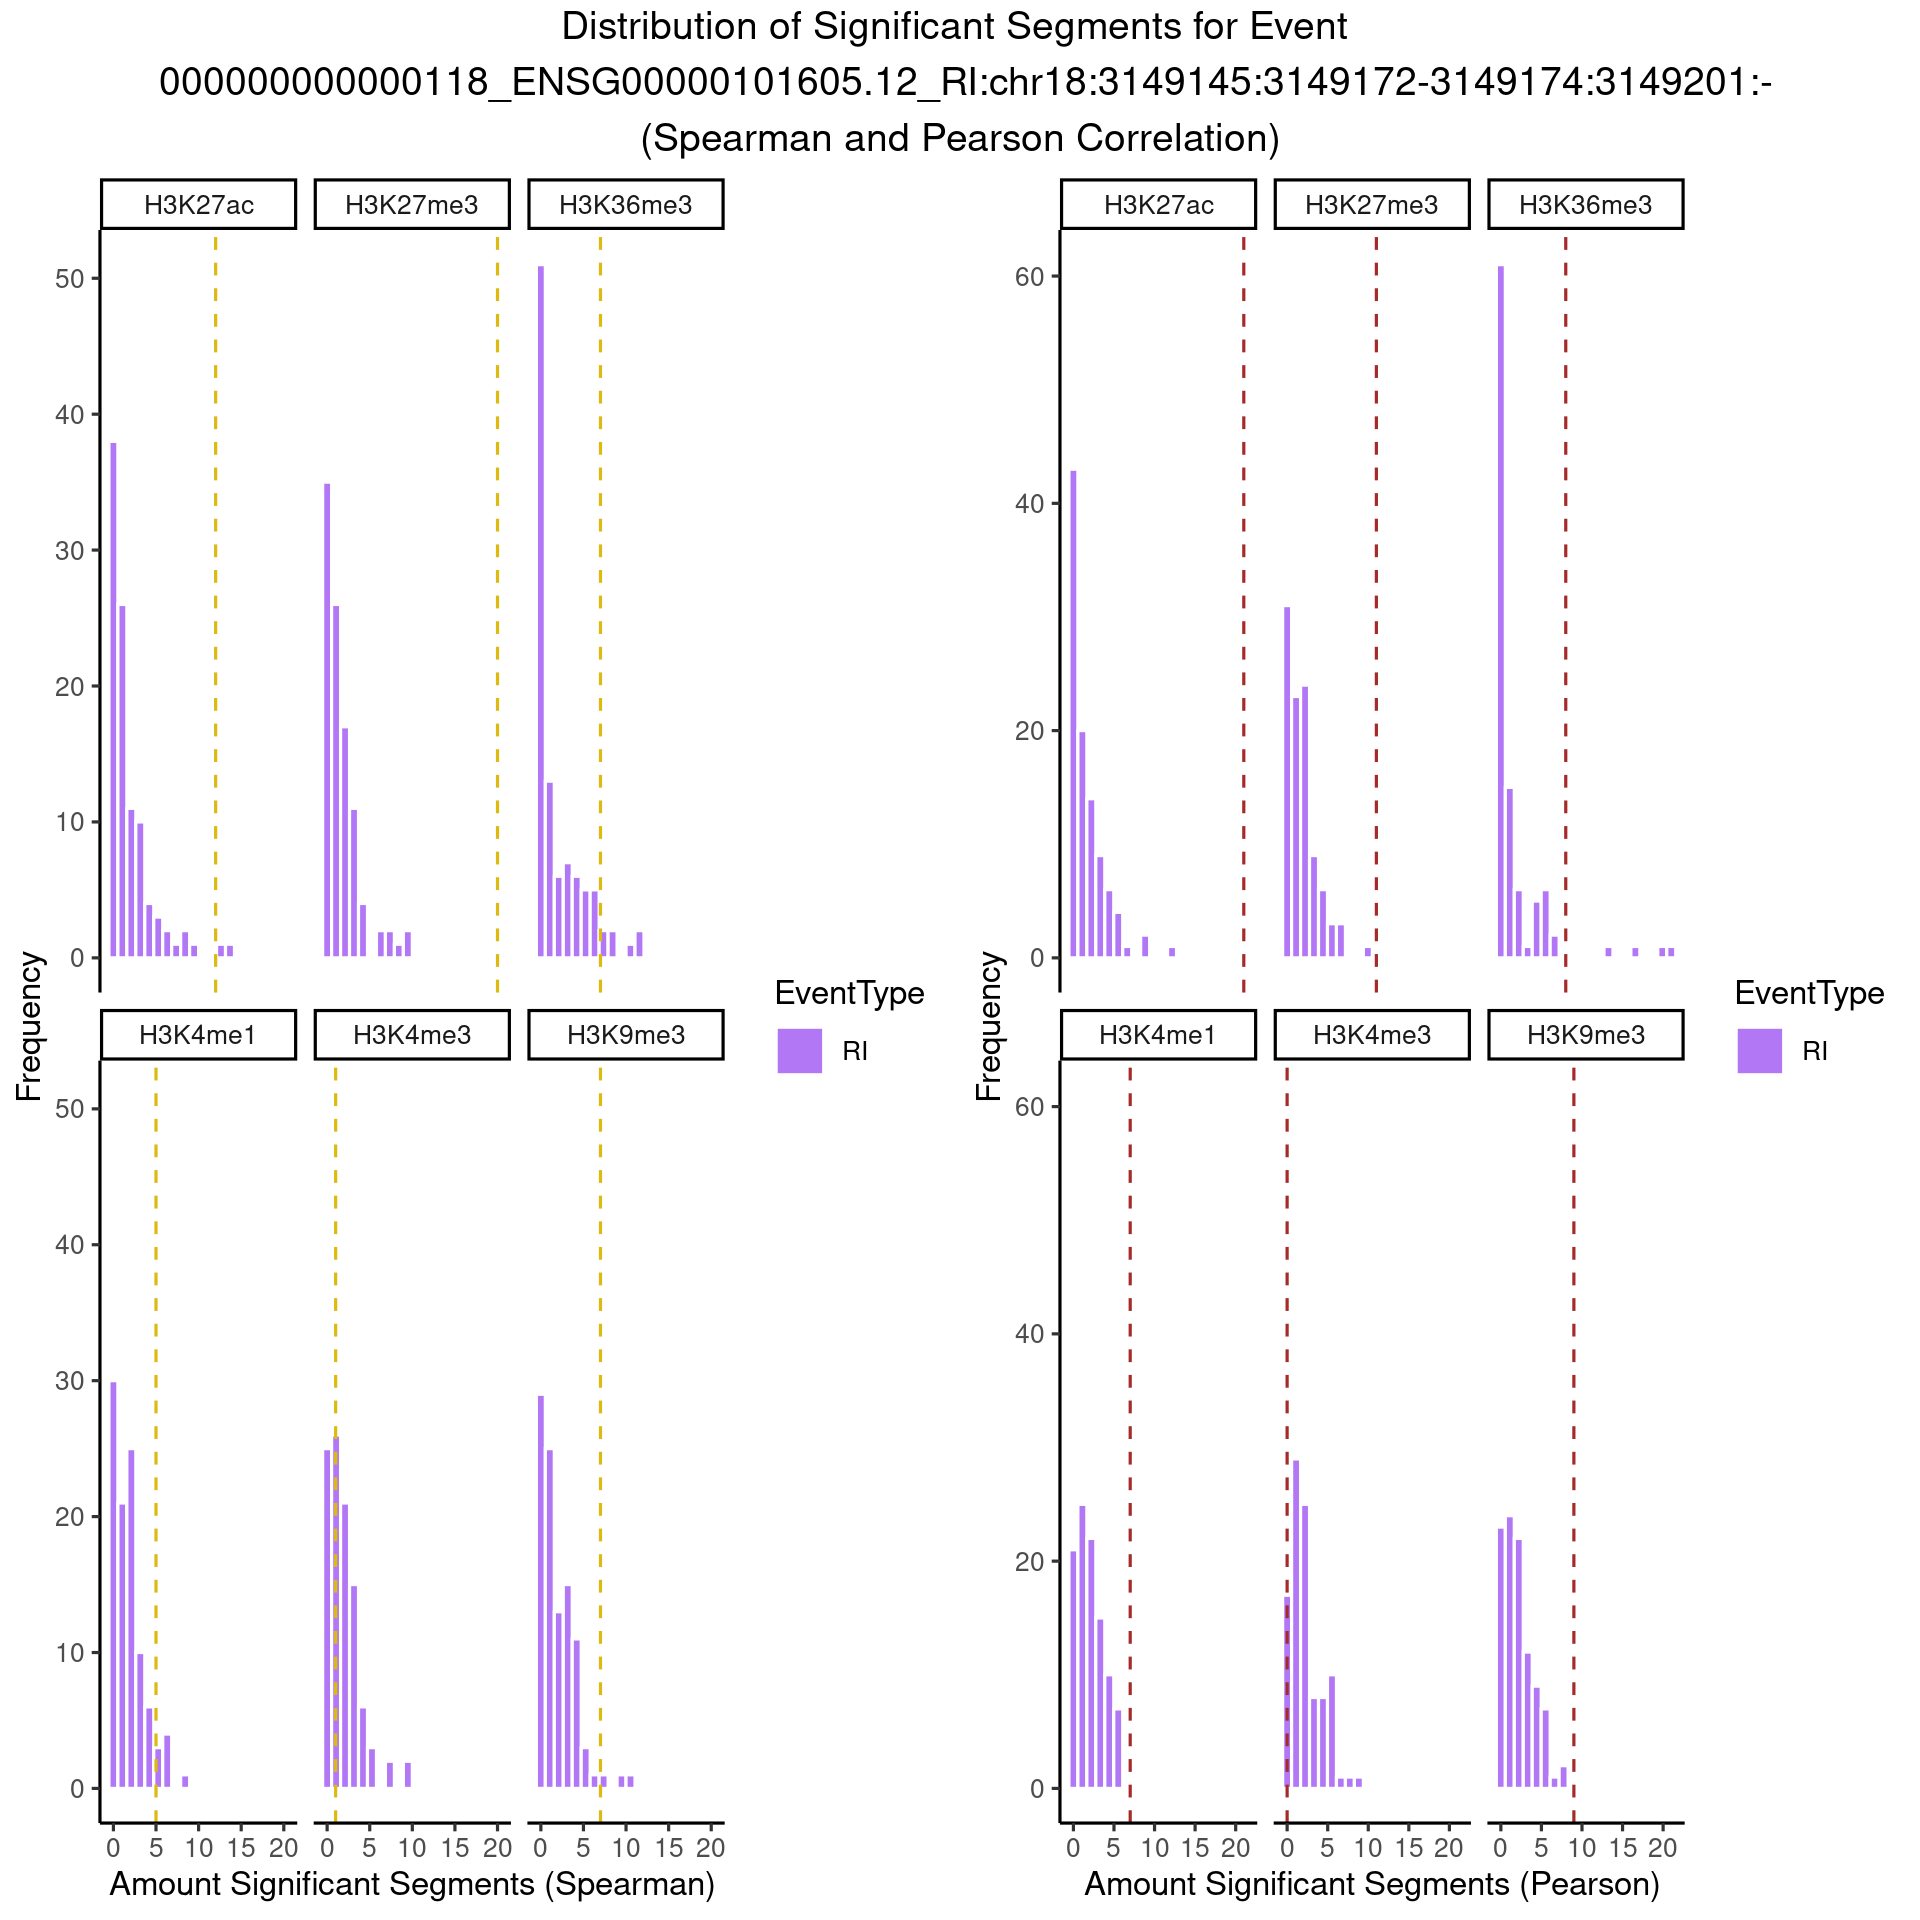 Distribution of Significant Segments for Event
000000000000118_ENSG00000101605.12_RI:chr18:3149145:3149172-3149174:3149201:-
(Spearman and Pearson Correlation)
H3K27ac H3K27me3 H3K36me3
50
40
30
20
10
0
H3K4me1 H3K4me3 H3K9me3
50
40
30
20
10
0
0 5 10 15 20 0 5 10 15 20 0 5 10 15 20
Amount Significant Segments (Spearman)
Frequency
EventType
RI
H3K27ac H3K27me3 H3K36me3
60
40
20
0
H3K4me1 H3K4me3 H3K9me3
60
40
20
0
0 5 10 15 20 0 5 10 15 20 0 5 10 15 20
Amount Significant Segments (Pearson)
Frequency
EventType
RI